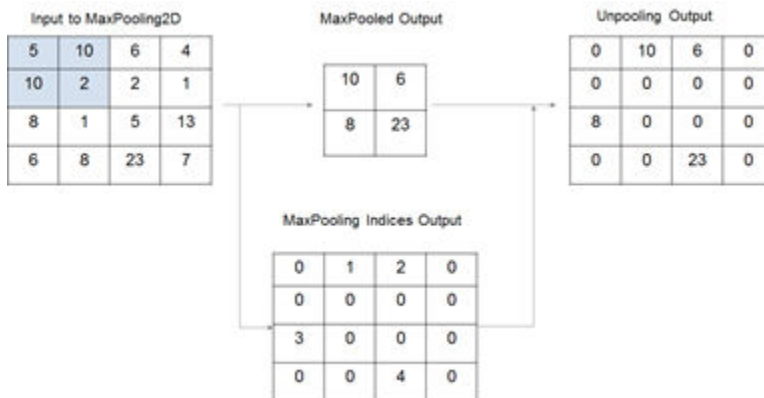 Input to MaxPooling2D
5 10 6 4
10 2 2 1
8 1 5 13
6 8 23 7
MaxPooled Output
10 6
8 23
MaxPooling Indices Output
0 1 2 0
0 0 0 0
3 0 0 0
0 0 4 0
Unpooling Output
0 10 6 0
0 0 0 0
8 0 0 0
0 0 23 0